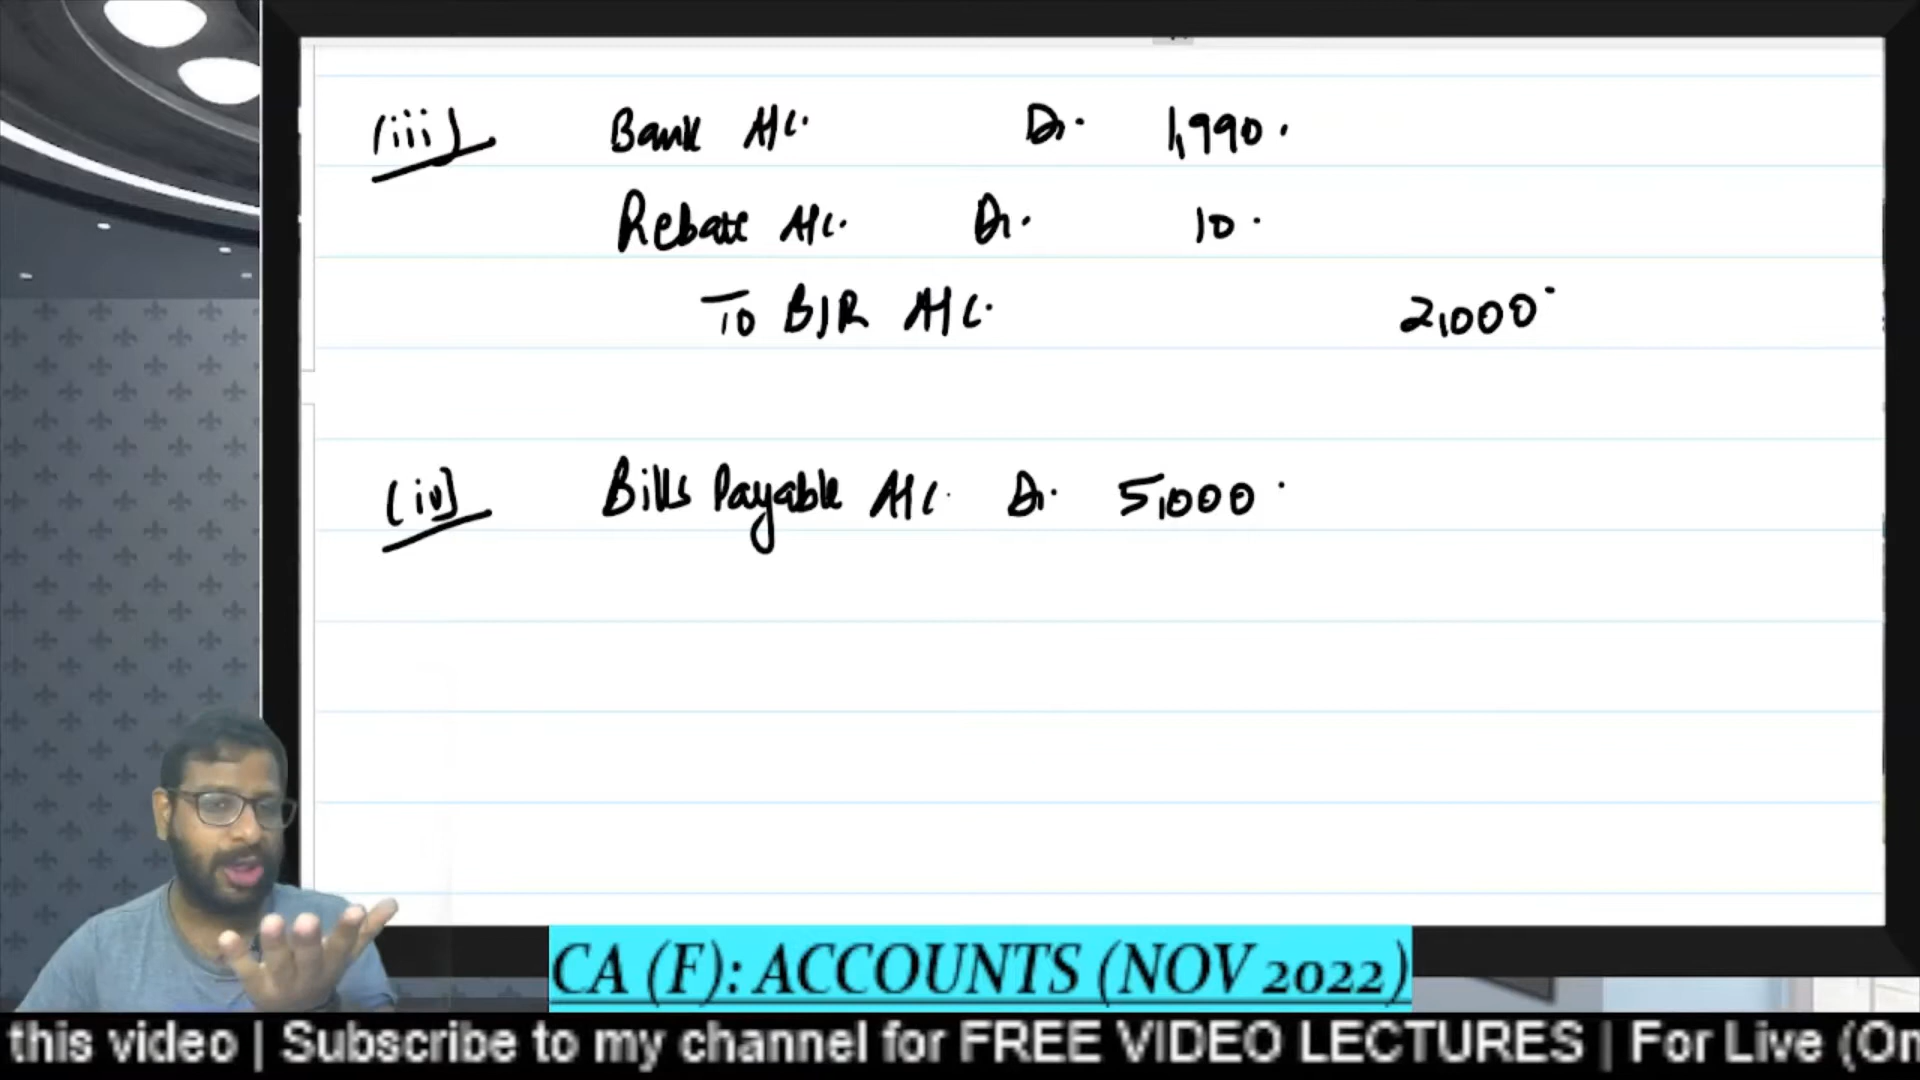 (iii) Bank A/c. Dr. 1,990.
Rebate A/c. Dr. 10.
To B/R A/c. 2,000.
(iv) Bills Payable A/c. Dr. 5,000.
CA (F): ACCOUNTS (NOV 2022)
this video | Subscribe to my channel for FREE VIDEO LECTURES | For Live (On